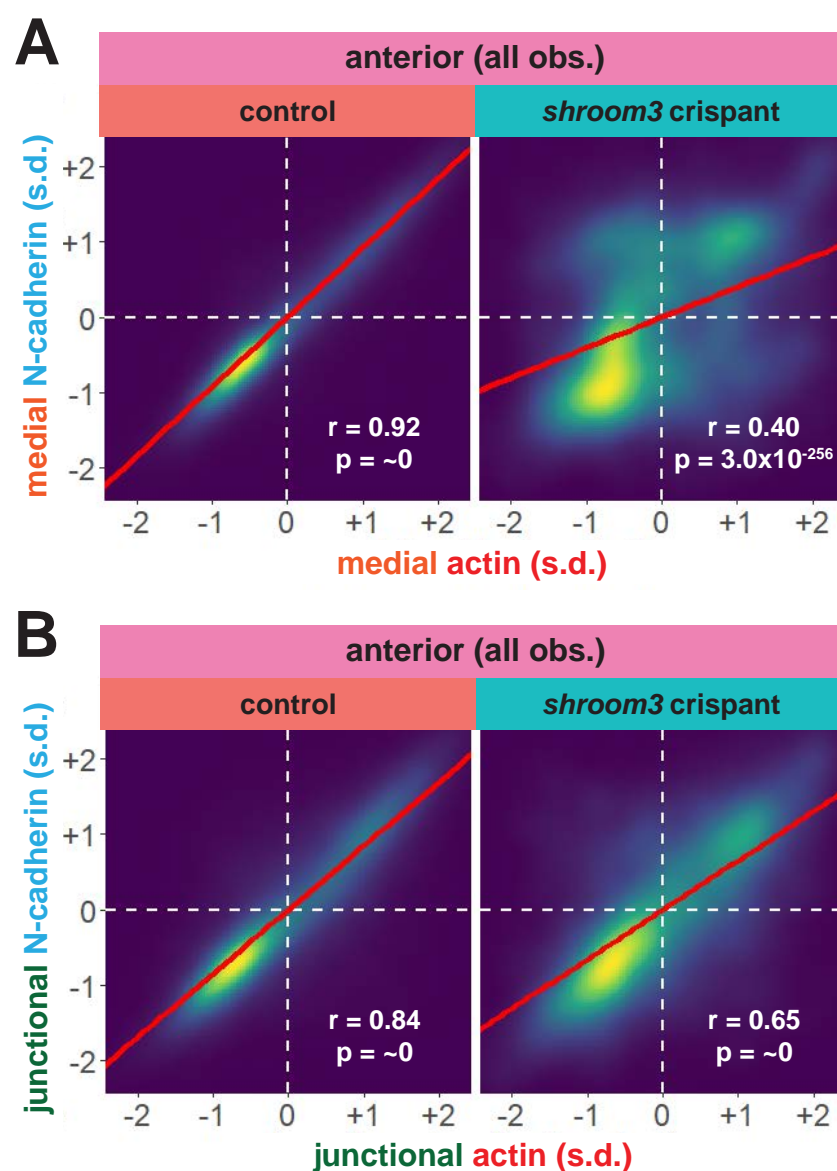 A
anterior (all obs.)
control
shroom3 crispant
medial N-cadherin (s.d.)
+2
+1
0
-1
-2
r = 0.92
p = ~0
r = 0.40
p = 3.0x10⁻²⁵⁶
-2 -1 0 +1 +2
-2 -1 0 +1 +2
medial actin (s.d.)
B
anterior (all obs.)
control
shroom3 crispant
junctional N-cadherin (s.d.)
+2
+1
0
-1
-2
r = 0.84
p = ~0
r = 0.65
p = ~0
-2 -1 0 +1 +2
-2 -1 0 +1 +2
junctional actin (s.d.)